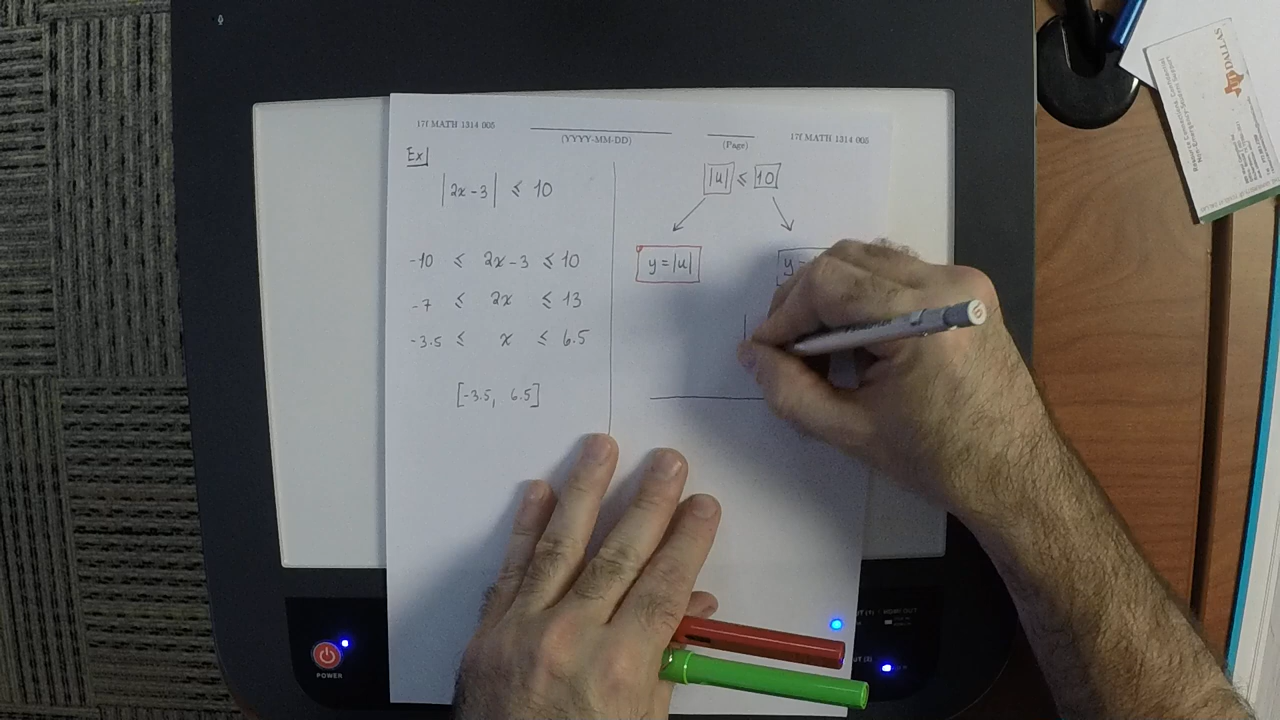 17f MATH 1314 005
(YYYY-MM-DD)
(Page)
17f MATH 1314 005
Ex|
|2x-3| ≤ 10
-10 ≤ 2x-3 ≤ 10
-7 ≤ 2x ≤ 13
-3.5 ≤ x ≤ 6.5
[-3.5, 6.5]
|u| ≤ 10
y=|u|
y=
POWER
DALLAS